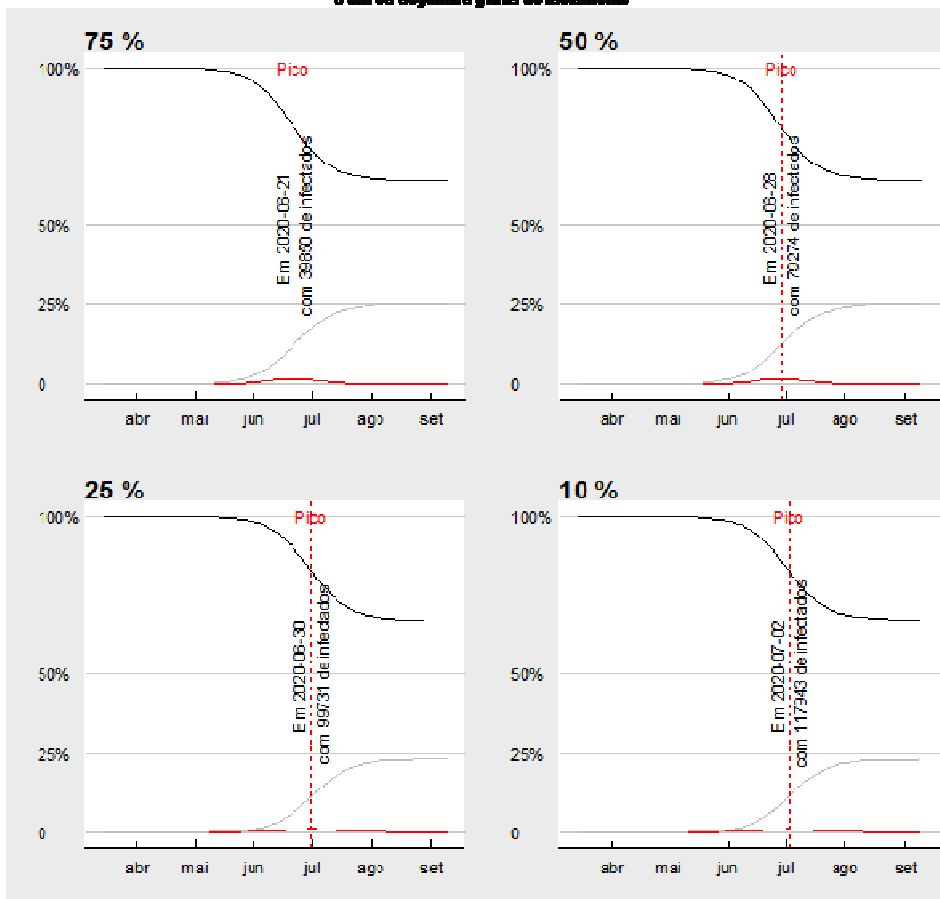 75 %
100%
Pico
50%
25%
0
Em 2020-06-21
com 39850 de infectados
abr mai jun jul ago set
50 %
100%
Pico
50%
25%
0
Em 2020-06-28
com 79274 de infectados
abr mai jun jul ago set
25 %
100%
Pico
50%
25%
0
Em 2020-06-30
com 99731 de infectados
abr mai jun jul ago set
10 %
100%
Pico
50%
25%
0
Em 2020-07-02
com 117943 de infectados
abr mai jun jul ago set